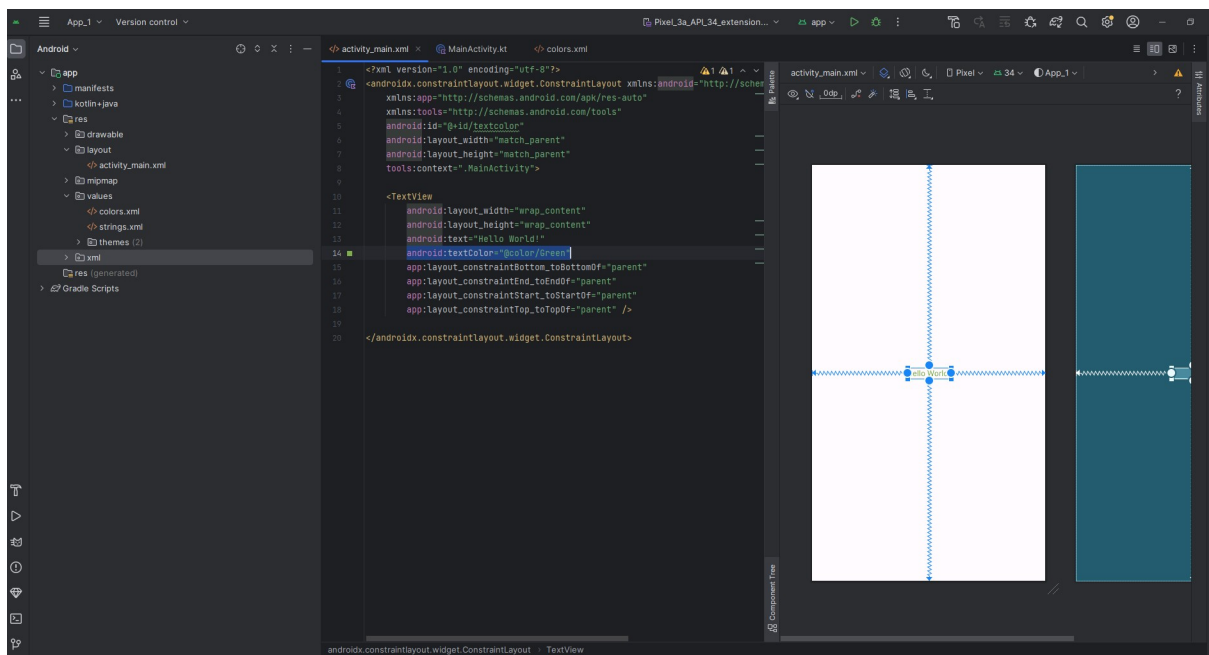 App_1 Version control Pixel_3a_API_34_extension... app
Android
app
manifests
kotlin+java
res
drawable
layout
activity_main.xml
mipmap
values
colors.xml
strings.xml
themes (2)
xml
res (generated)
Gradle Scripts
activity_main.xml MainActivity.kt colors.xml
1 <?xml version="1.0" encoding="utf-8"?>
2 <androidx.constraintlayout.widget.ConstraintLayout xmlns:android="http://schem
3 xmlns:app="http://schemas.android.com/apk/res-auto"
4 xmlns:tools="http://schemas.android.com/tools"
5 android:id="@+id/textcolor"
6 android:layout_width="match_parent"
7 android:layout_height="match_parent"
8 tools:context=".MainActivity">
9
10 <TextView
11 android:layout_width="wrap_content"
12 android:layout_height="wrap_content"
13 android:text="Hello World!"
14 android:textColor="@color/Green"
15 app:layout_constraintBottom_toBottomOf="parent"
16 app:layout_constraintEnd_toEndOf="parent"
17 app:layout_constraintStart_toStartOf="parent"
18 app:layout_constraintTop_toTopOf="parent" />
19
20 </androidx.constraintlayout.widget.ConstraintLayout>
1 1
androidx.constraintlayout.widget.ConstraintLayout › TextView
Palette
Component Tree
activity_main.xml Pixel 34 App_1
0dp
?
Attributes
ello World